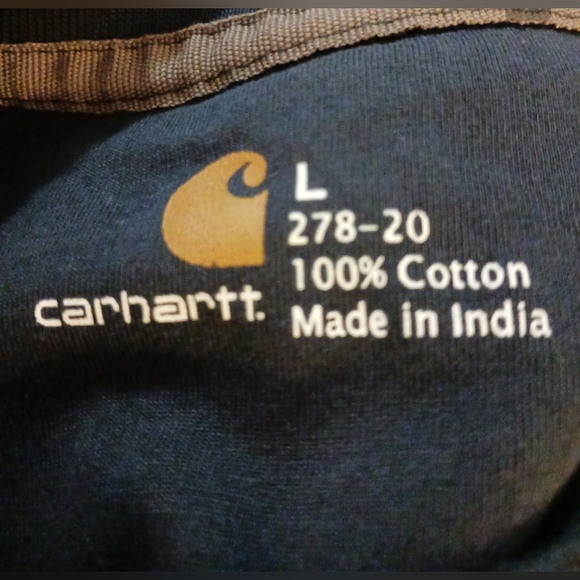 L
278-20
100% Cotton
Made in India
carhartt.